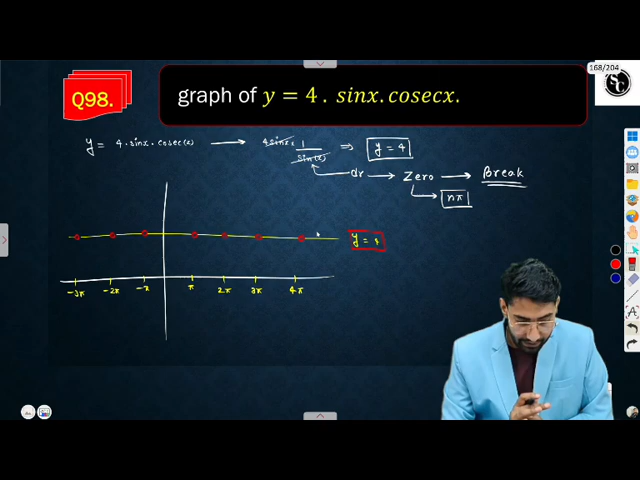 168/204
Q98.
graph of y = 4 . sinx.cosecx.
y = 4.sinx.cosec(x) → 4sinx. 1/sin(x) ⇒ y = 4
dr → Zero → Break
nπ
y = 4
-3π -2π -π π 2π 3π 4π